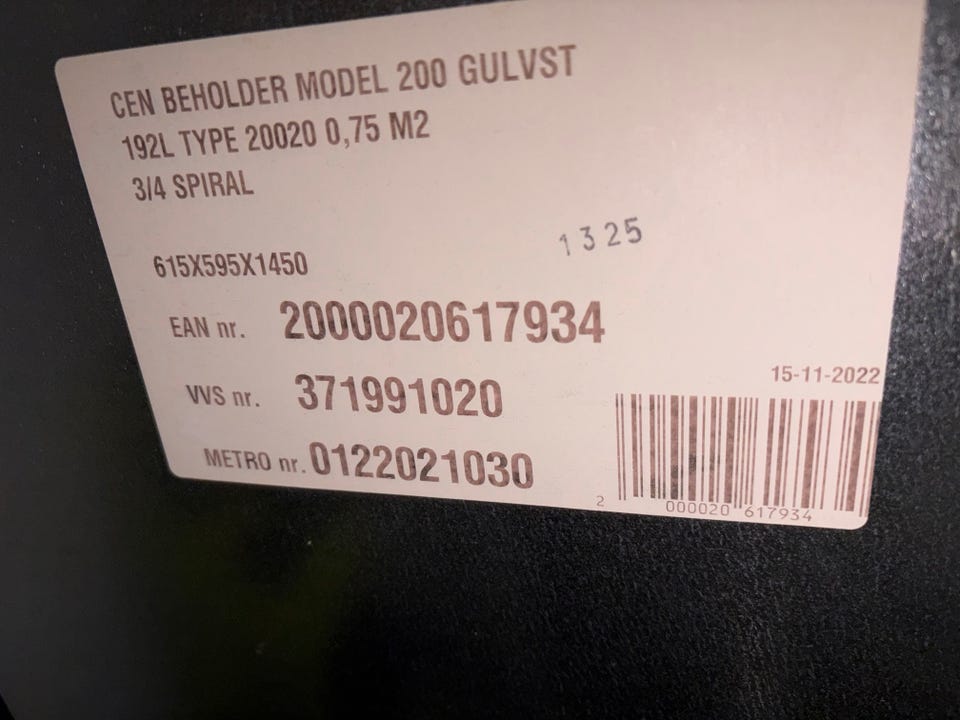 CEN BEHOLDER MODEL 200 GULVST
192L TYPE 20020 0,75 M2
3/4 SPIRAL
1325
615X595X1450
EAN nr. 2000020617934
15-11-2022
VVS nr. 371991020
METRO nr. 0122021030
2 000020 617934